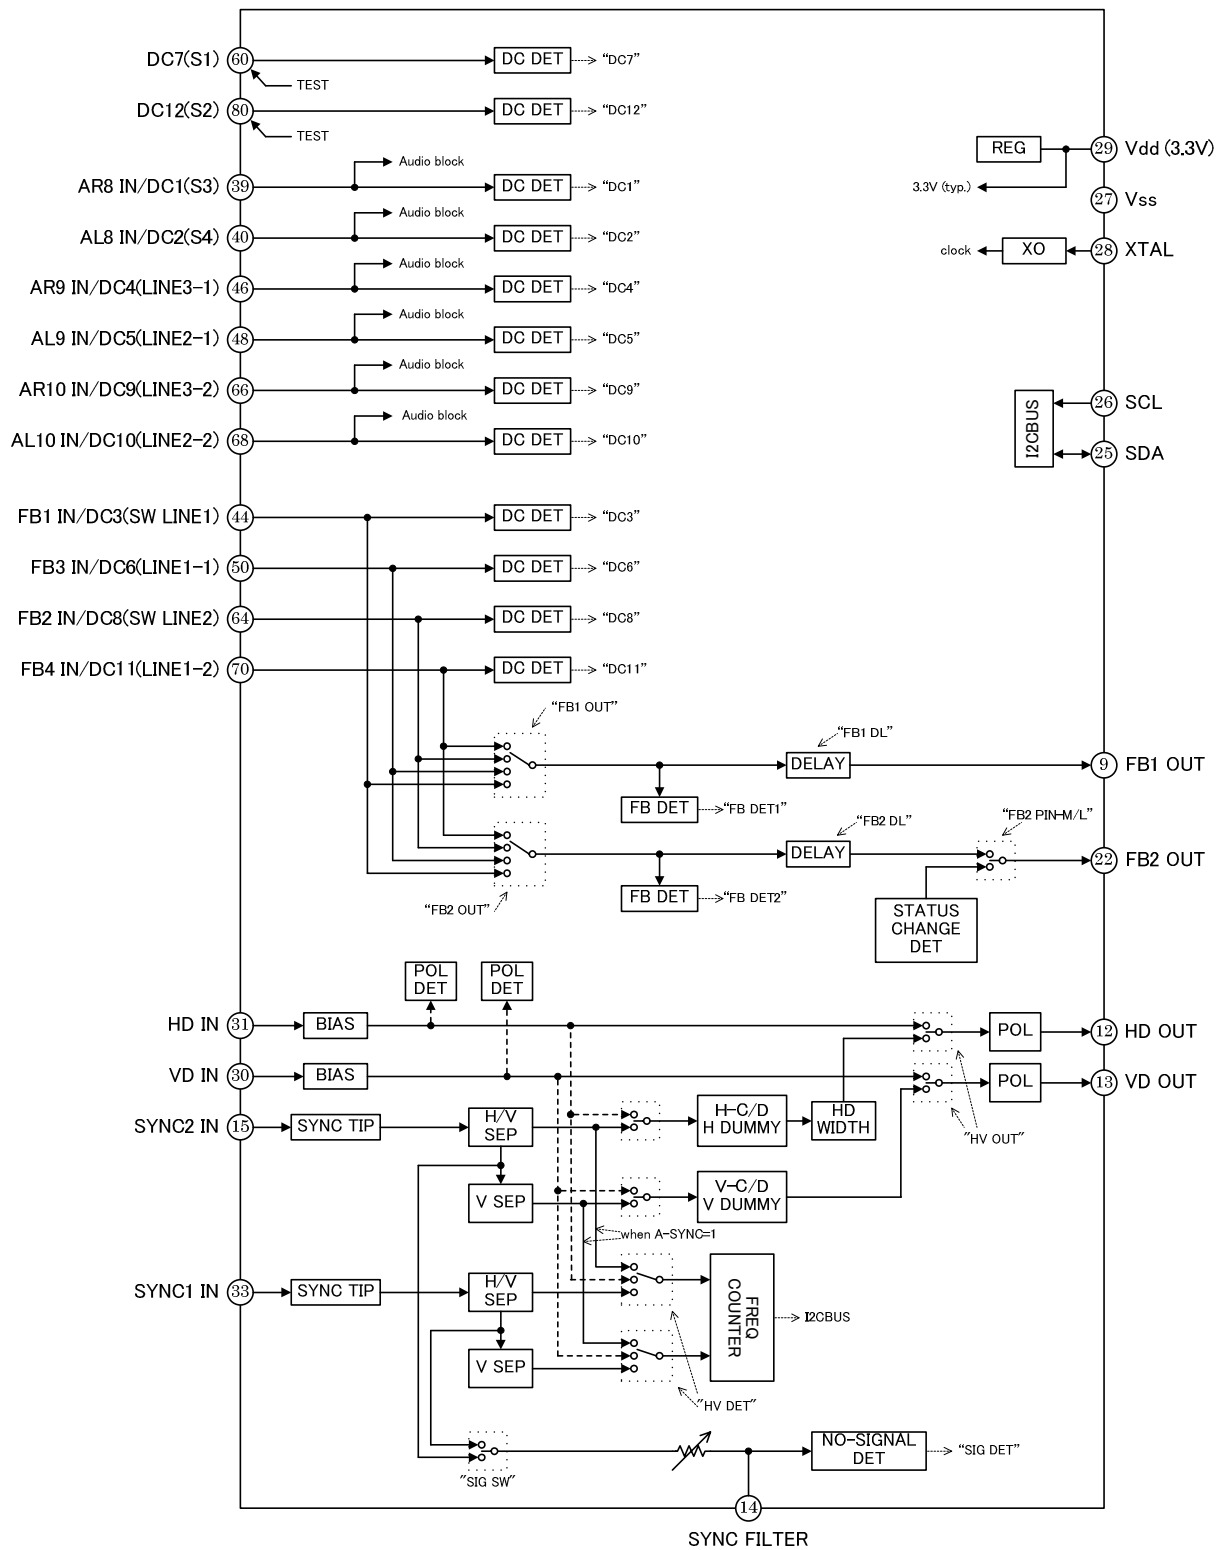 DC7(S1) 60 DC DET "DC7"
TEST
DC12(S2) 80 DC DET "DC12"
TEST
Audio block
AR8 IN/DC1(S3) 39 DC DET "DC1"
Audio block
AL8 IN/DC2(S4) 40 DC DET "DC2"
Audio block
AR9 IN/DC4(LINE3-1) 46 DC DET "DC4"
Audio block
AL9 IN/DC5(LINE2-1) 48 DC DET "DC5"
Audio block
AR10 IN/DC9(LINE3-2) 66 DC DET "DC9"
Audio block
AL10 IN/DC10(LINE2-2) 68 DC DET "DC10"
REG 29 Vdd (3.3V)
3.3V (typ.)
27 Vss
clock XO 28 XTAL
I2CBUS
26 SCL
25 SDA
FB1 IN/DC3(SW LINE1) 44 DC DET "DC3"
FB3 IN/DC6(LINE1-1) 50 DC DET "DC6"
FB2 IN/DC8(SW LINE2) 64 DC DET "DC8"
FB4 IN/DC11(LINE1-2) 70 DC DET "DC11"
"FB1 OUT"
"FB1 DL"
DELAY 9 FB1 OUT
FB DET "FB DET1"
"FB2 DL"
"FB2 PIN-M/L"
DELAY 22 FB2 OUT
FB DET "FB DET2"
"FB2 OUT"
STATUS
CHANGE
DET
POL
DET
POL
DET
HD IN 31 BIAS POL 12 HD OUT
VD IN 30 BIAS POL 13 VD OUT
"HV OUT"
SYNC2 IN 15 SYNC TIP
H/V
SEP
H-C/D
H DUMMY
HD
WIDTH
V SEP
V-C/D
V DUMMY
when A-SYNC=1
SYNC1 IN 33 SYNC TIP
H/V
SEP
FREQ
COUNTER
I2CBUS
V SEP
"HV DET"
"SIG SW"
NO-SIGNAL
DET
"SIG DET"
14
SYNC FILTER